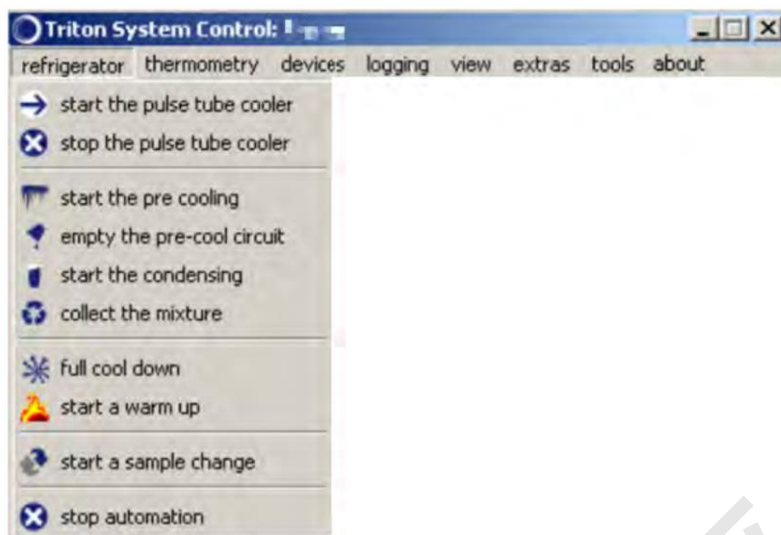 Triton System Control:
refrigerator thermometry devices logging view extras tools about
start the pulse tube cooler
stop the pulse tube cooler
start the pre cooling
empty the pre-cool circuit
start the condensing
collect the mixture
full cool down
start a warm up
start a sample change
stop automation